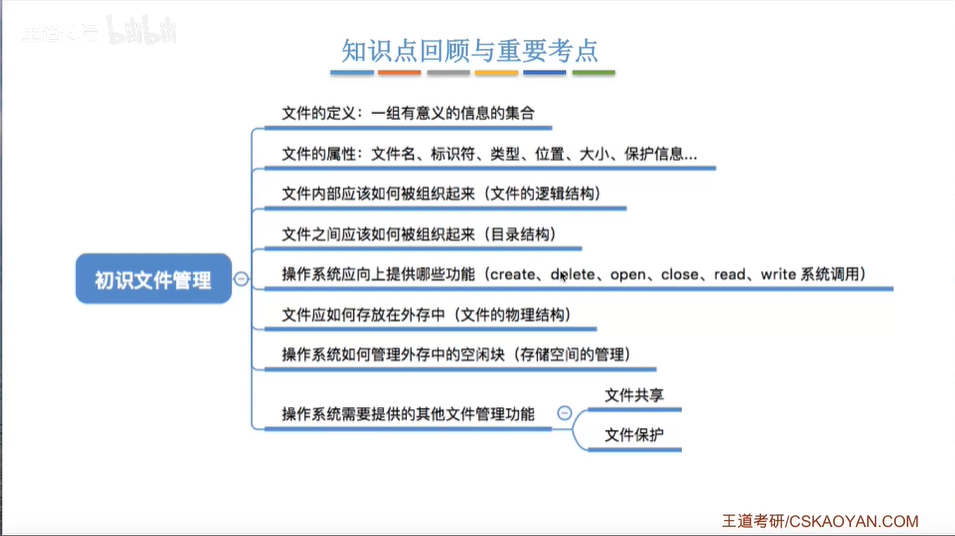 王道考研 bilibili
知识点回顾与重要考点
文件的定义：一组有意义的信息的集合
文件的属性：文件名、标识符、类型、位置、大小、保护信息...
文件内部应该如何被组织起来（文件的逻辑结构）
文件之间应该如何被组织起来（目录结构）
初识文件管理
操作系统应向上提供哪些功能（create、delete、open、close、read、write 系统调用）
文件应如何存放在外存中（文件的物理结构）
操作系统如何管理外存中的空闲块（存储空间的管理）
操作系统需要提供的其他文件管理功能
文件共享
文件保护
王道考研/CSKAOYAN.COM